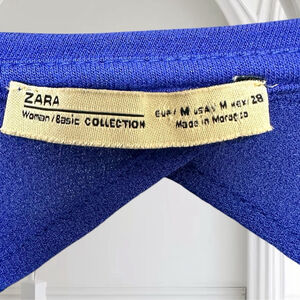 ZARA
Woman / Basic COLLECTION
EUR / M USA / M MEX / 28
Made in Morocco